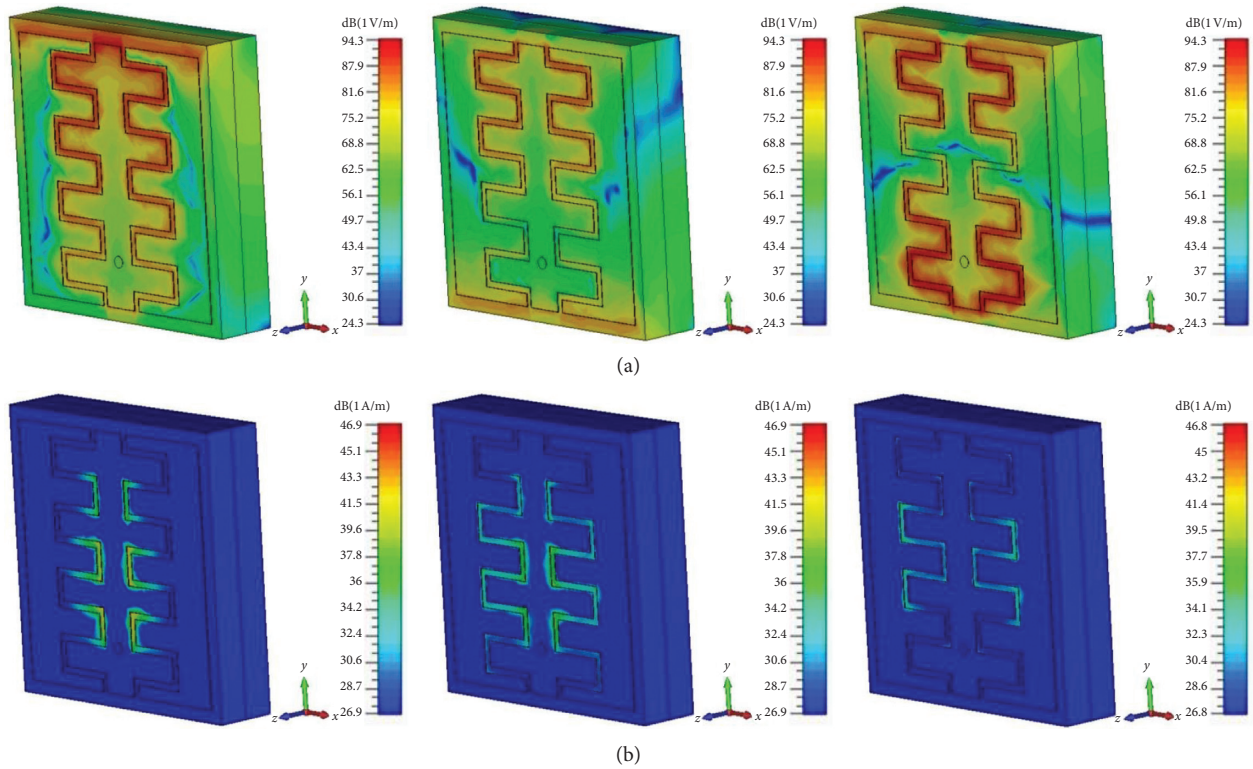 dB(1 V/m)
94.3
87.9
81.6
75.2
68.8
62.5
56.1
49.7
43.4
37
30.6
24.3
y
z
x
dB(1 V/m)
94.3
87.9
81.6
75.2
68.8
62.5
56.1
49.7
43.4
37
30.6
24.3
y
z
x
dB(1 V/m)
94.3
87.9
81.6
75.2
68.8
62.5
56.1
49.8
43.4
37
30.6
24.3
y
z
x
(a)
dB(1 A/m)
46.9
45.1
43.3
41.5
39.6
37.8
36
34.2
32.4
30.6
28.7
26.9
y
z
x
dB(1 A/m)
46.9
45.1
43.3
41.5
39.6
37.8
36
34.2
32.4
30.6
28.7
26.9
y
z
x
dB(1 A/m)
46.8
45
43.2
41.4
39.5
37.7
35.9
34.1
32.3
30.4
28.6
26.8
y
z
x
(b)